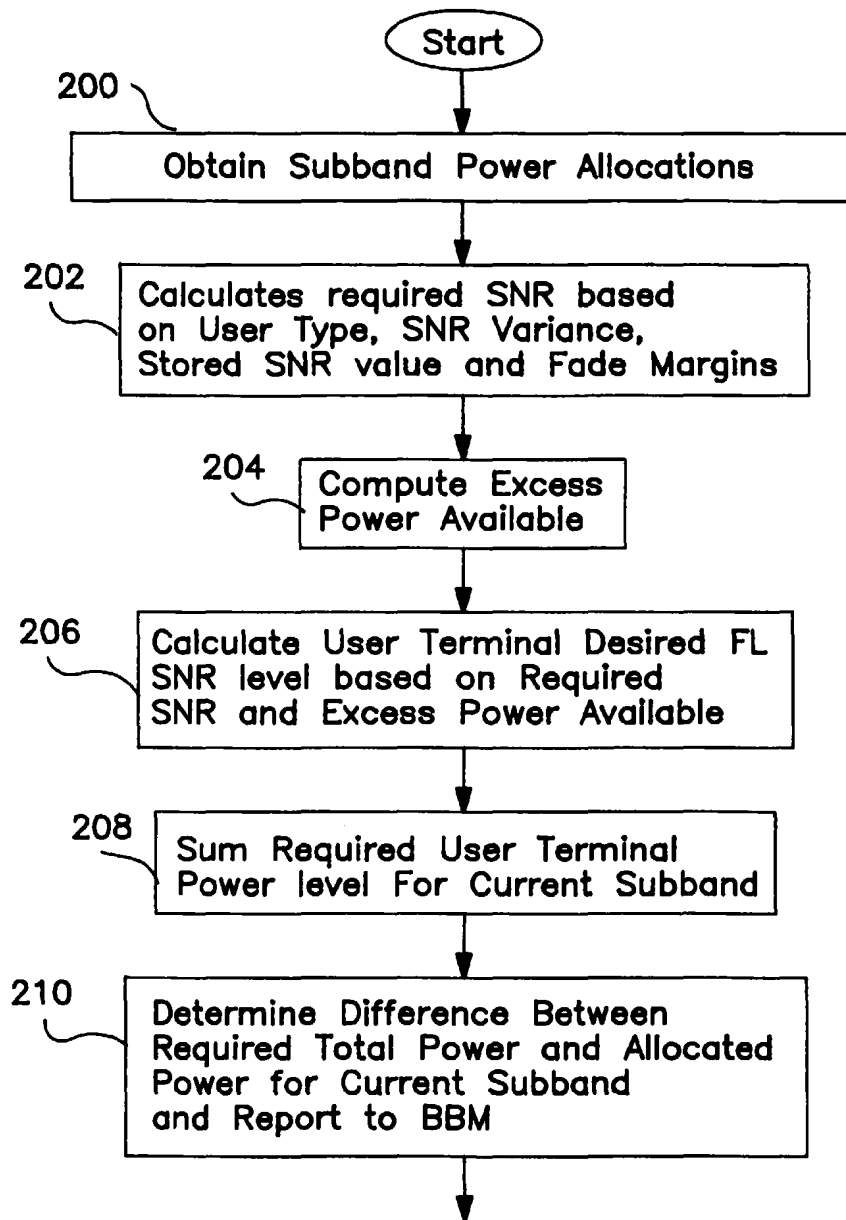 Start
200
Obtain Subband Power Allocations
202
Calculates required SNR based
on User Type, SNR Variance,
Stored SNR value and Fade Margins
204
Compute Excess
Power Available
206
Calculate User Terminal Desired FL
SNR level based on Required
SNR and Excess Power Available
208
Sum Required User Terminal
Power level For Current Subband
210
Determine Difference Between
Required Total Power and Allocated
Power for Current Subband
and Report to BBM